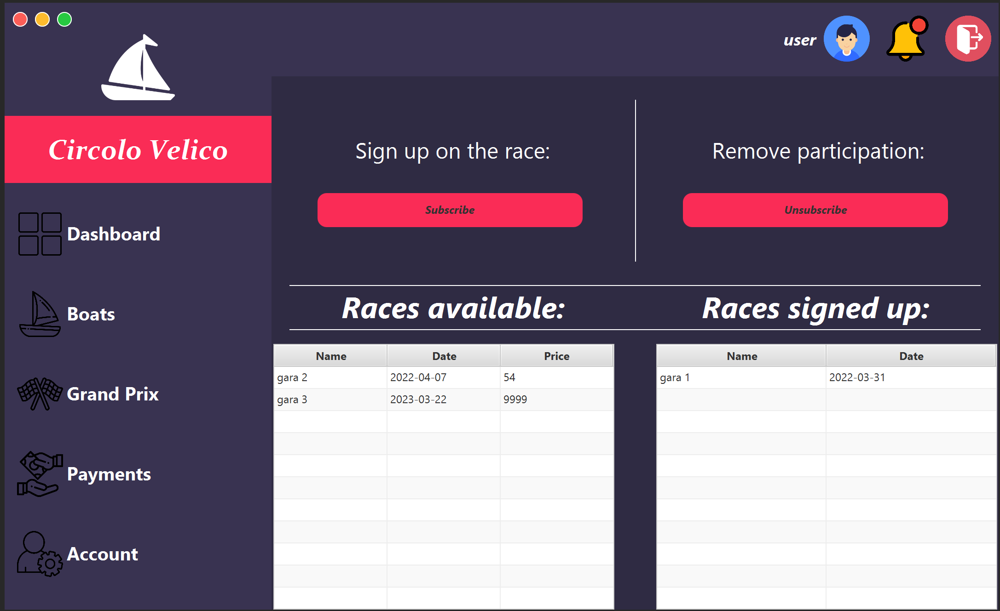 user
Circolo Velico
Dashboard
Boats
Grand Prix
Payments
Account
Sign up on the race:
Subscribe
Remove participation:
Unsubscribe
Races available:
Races signed up:
Name Date Price
gara 2 2022-04-07 54
gara 3 2023-03-22 9999
Name Date
gara 1 2022-03-31